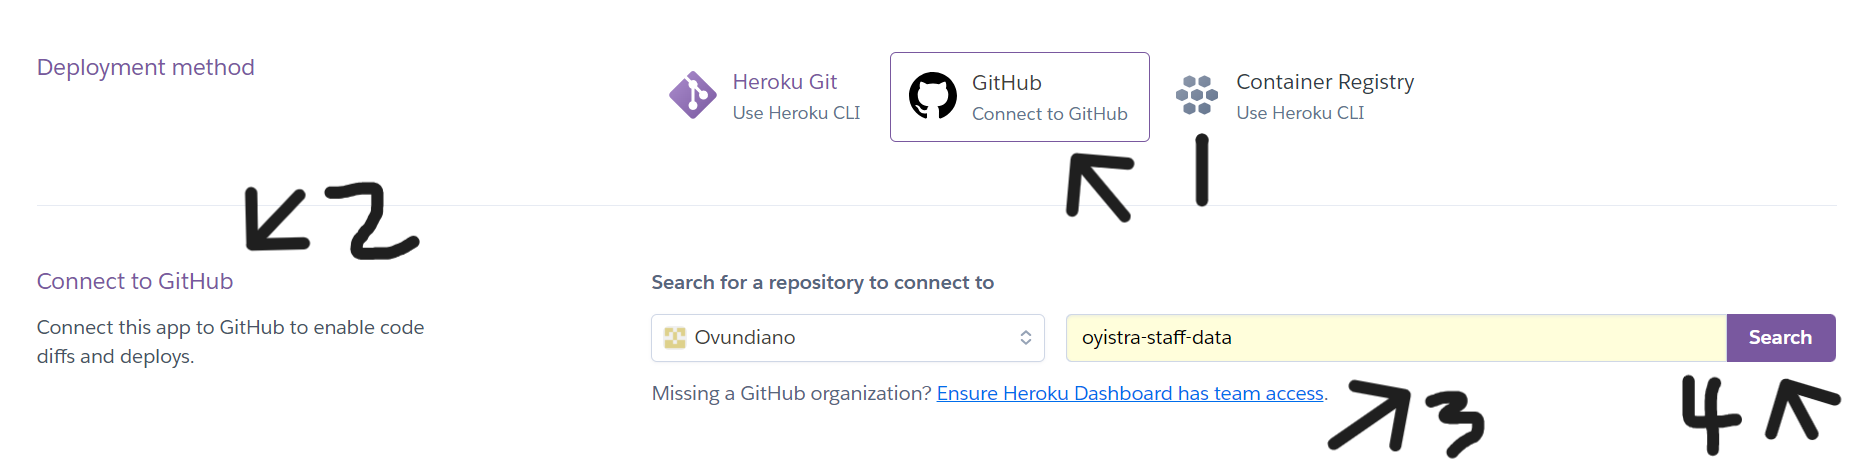 Deployment method
Heroku Git
Use Heroku CLI
GitHub
Connect to GitHub
Container Registry
Use Heroku CLI
1
2
Connect to GitHub
Connect this app to GitHub to enable code
diffs and deploys.
Search for a repository to connect to
Ovundiano
oyistra-staff-data
Search
Missing a GitHub organization? Ensure Heroku Dashboard has team access.
3
4